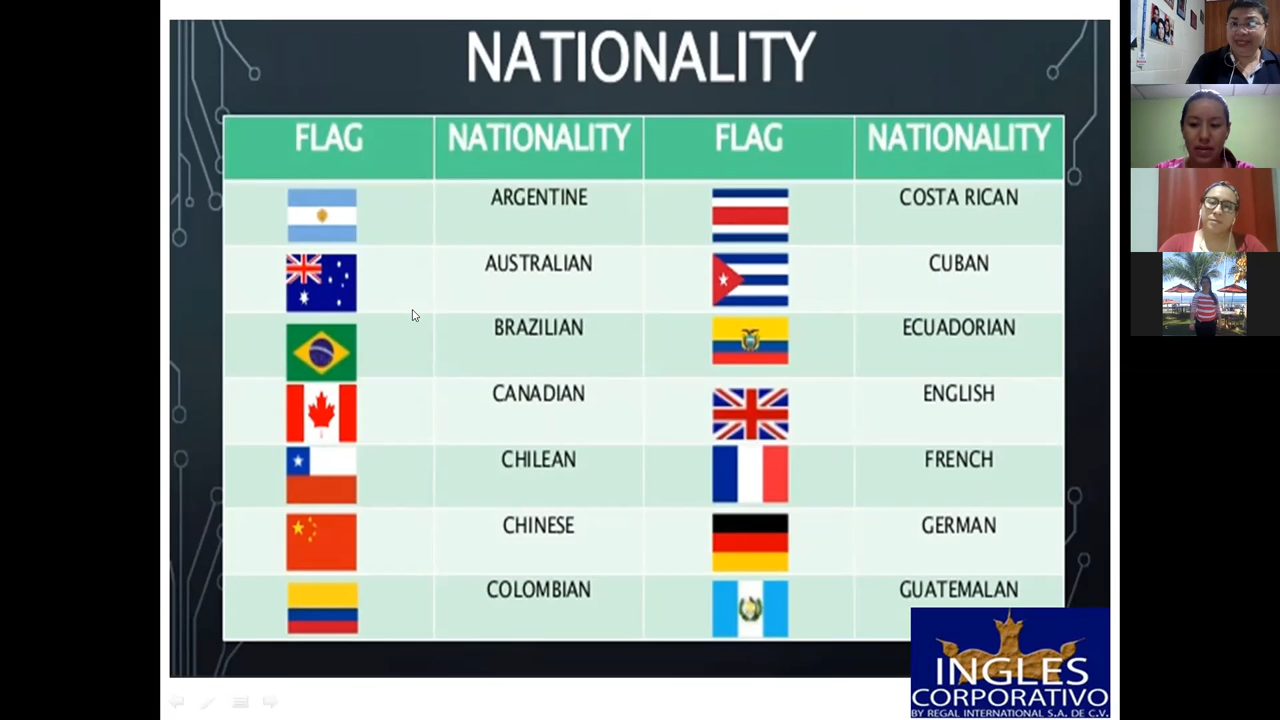 NATIONALITY
FLAG NATIONALITY FLAG NATIONALITY
ARGENTINE COSTA RICAN
AUSTRALIAN CUBAN
BRAZILIAN ECUADORIAN
CANADIAN ENGLISH
CHILEAN FRENCH
CHINESE GERMAN
COLOMBIAN GUATEMALAN
INGLES
CORPORATIVO
BY REGAL INTERNATIONAL S.A. DE C.V.